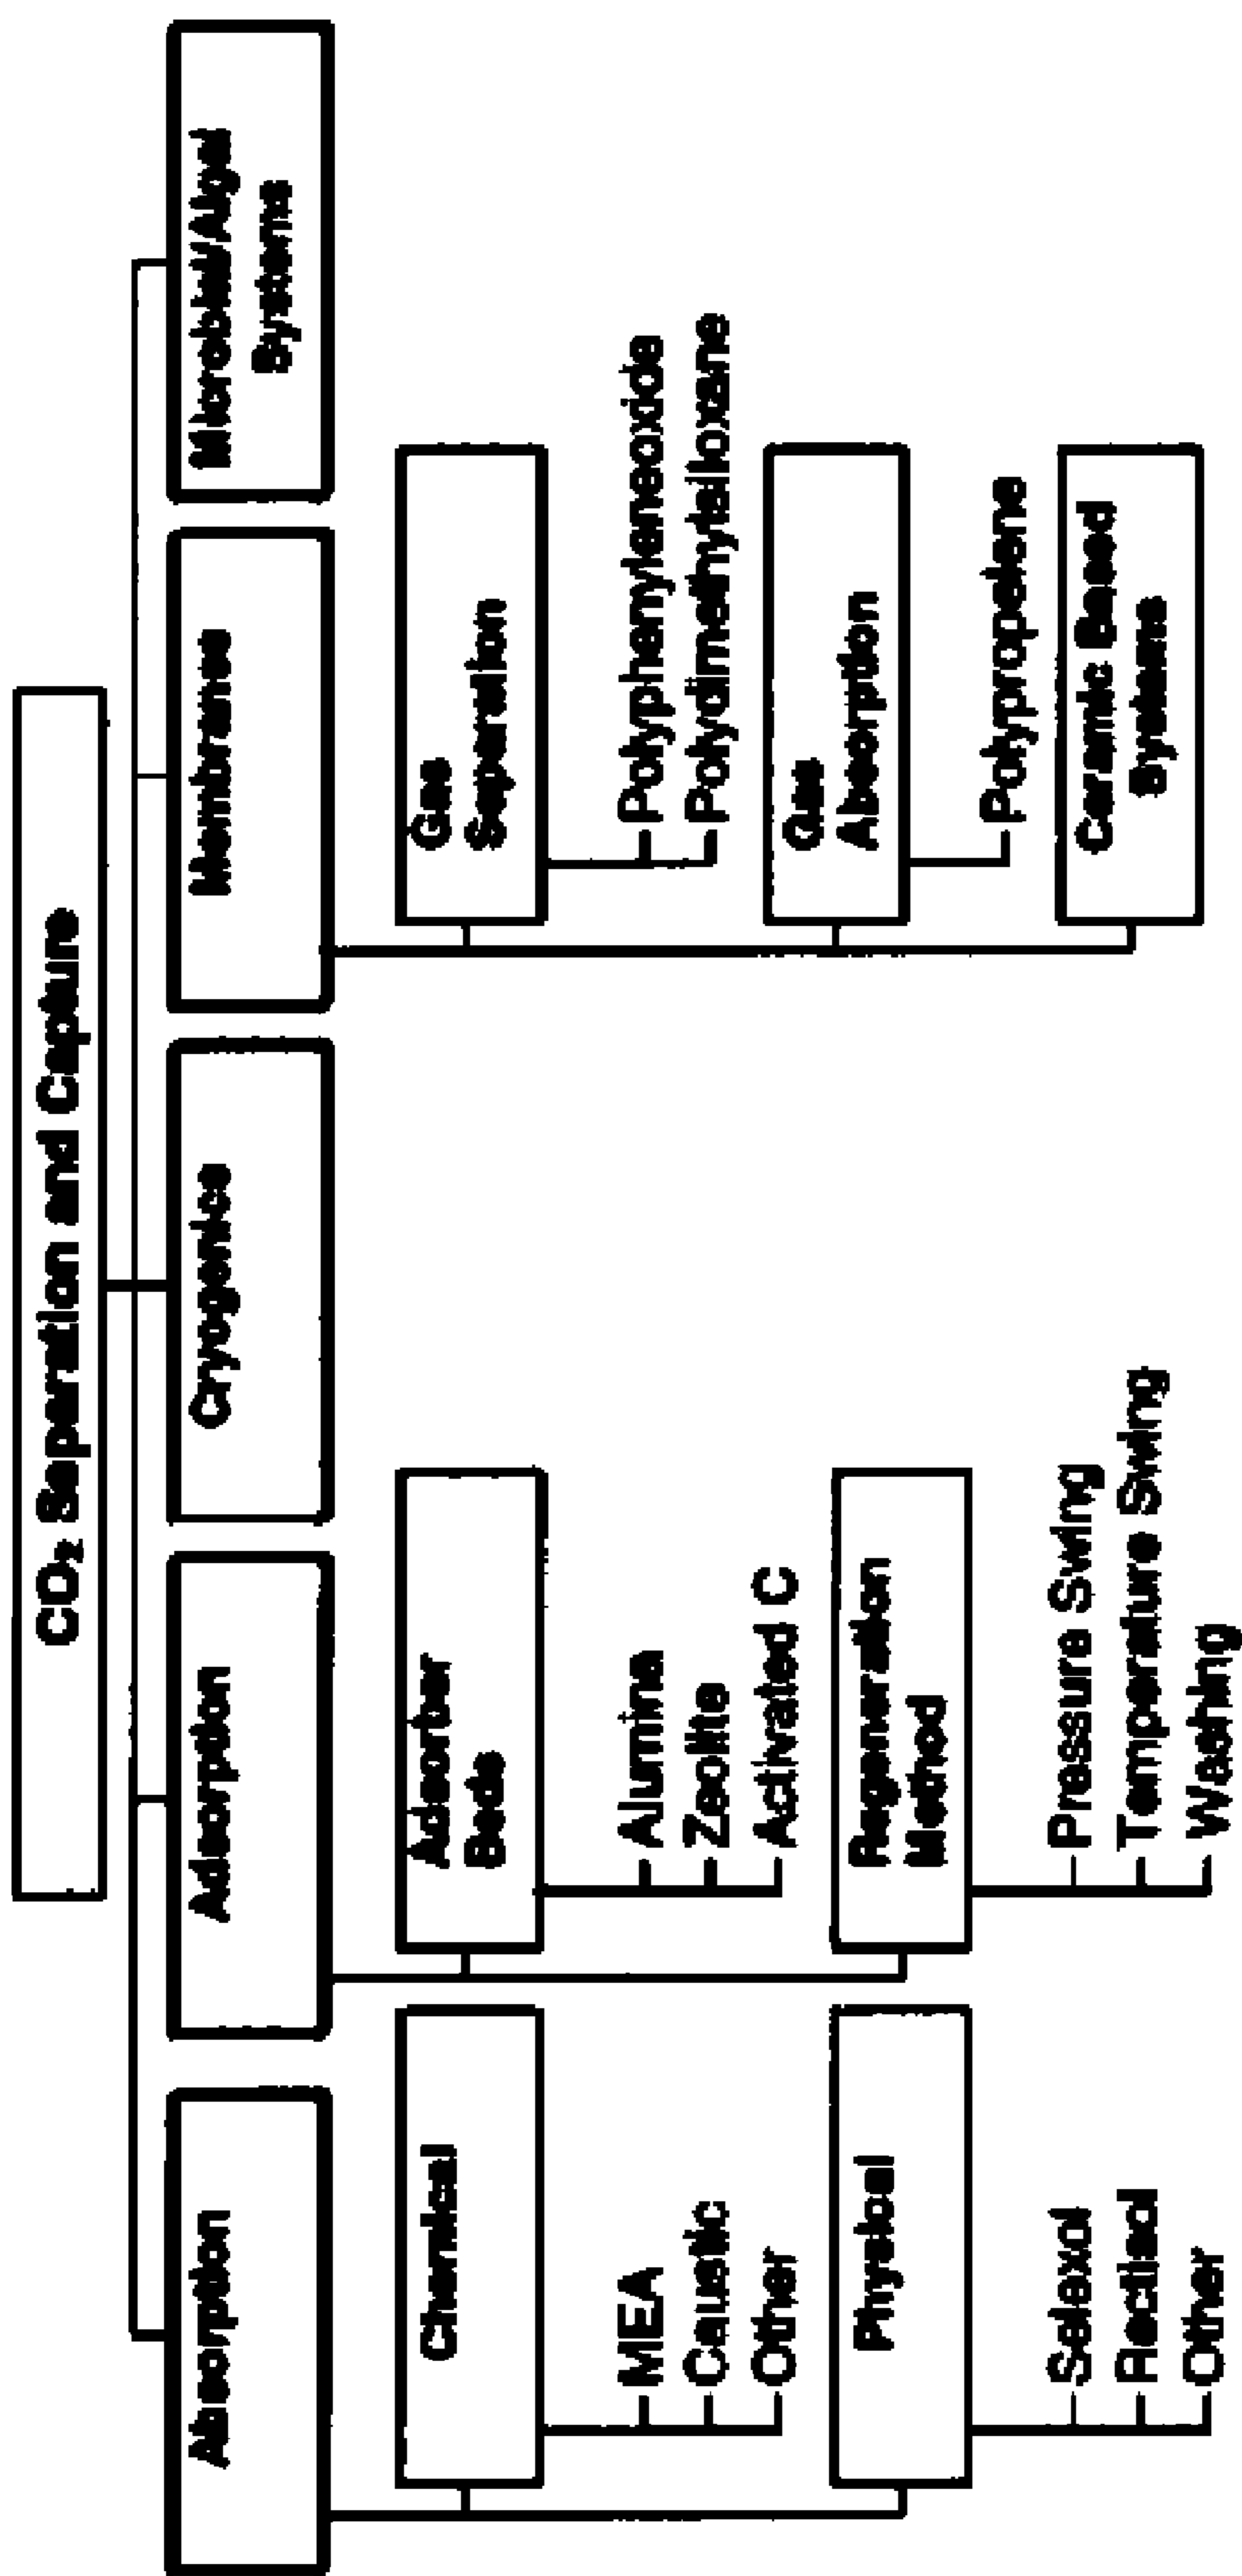 CO₂ Separation and Capture
Absorption
Adsorption
Cryogenics
Membranes
Microbial/Algal
Systems
Chemical
MEA
Caustic
Other
Physical
Selexol
Rectisol
Other
Adsorber
Beds
Alumina
Zeolite
Activated C
Regeneration
Method
Pressure Swing
Temperature Swing
Washing
Gas
Separation
Polyphenyleneoxide
Polydimethylsiloxane
Gas
Absorption
Polypropelene
Ceramic Based
Systems